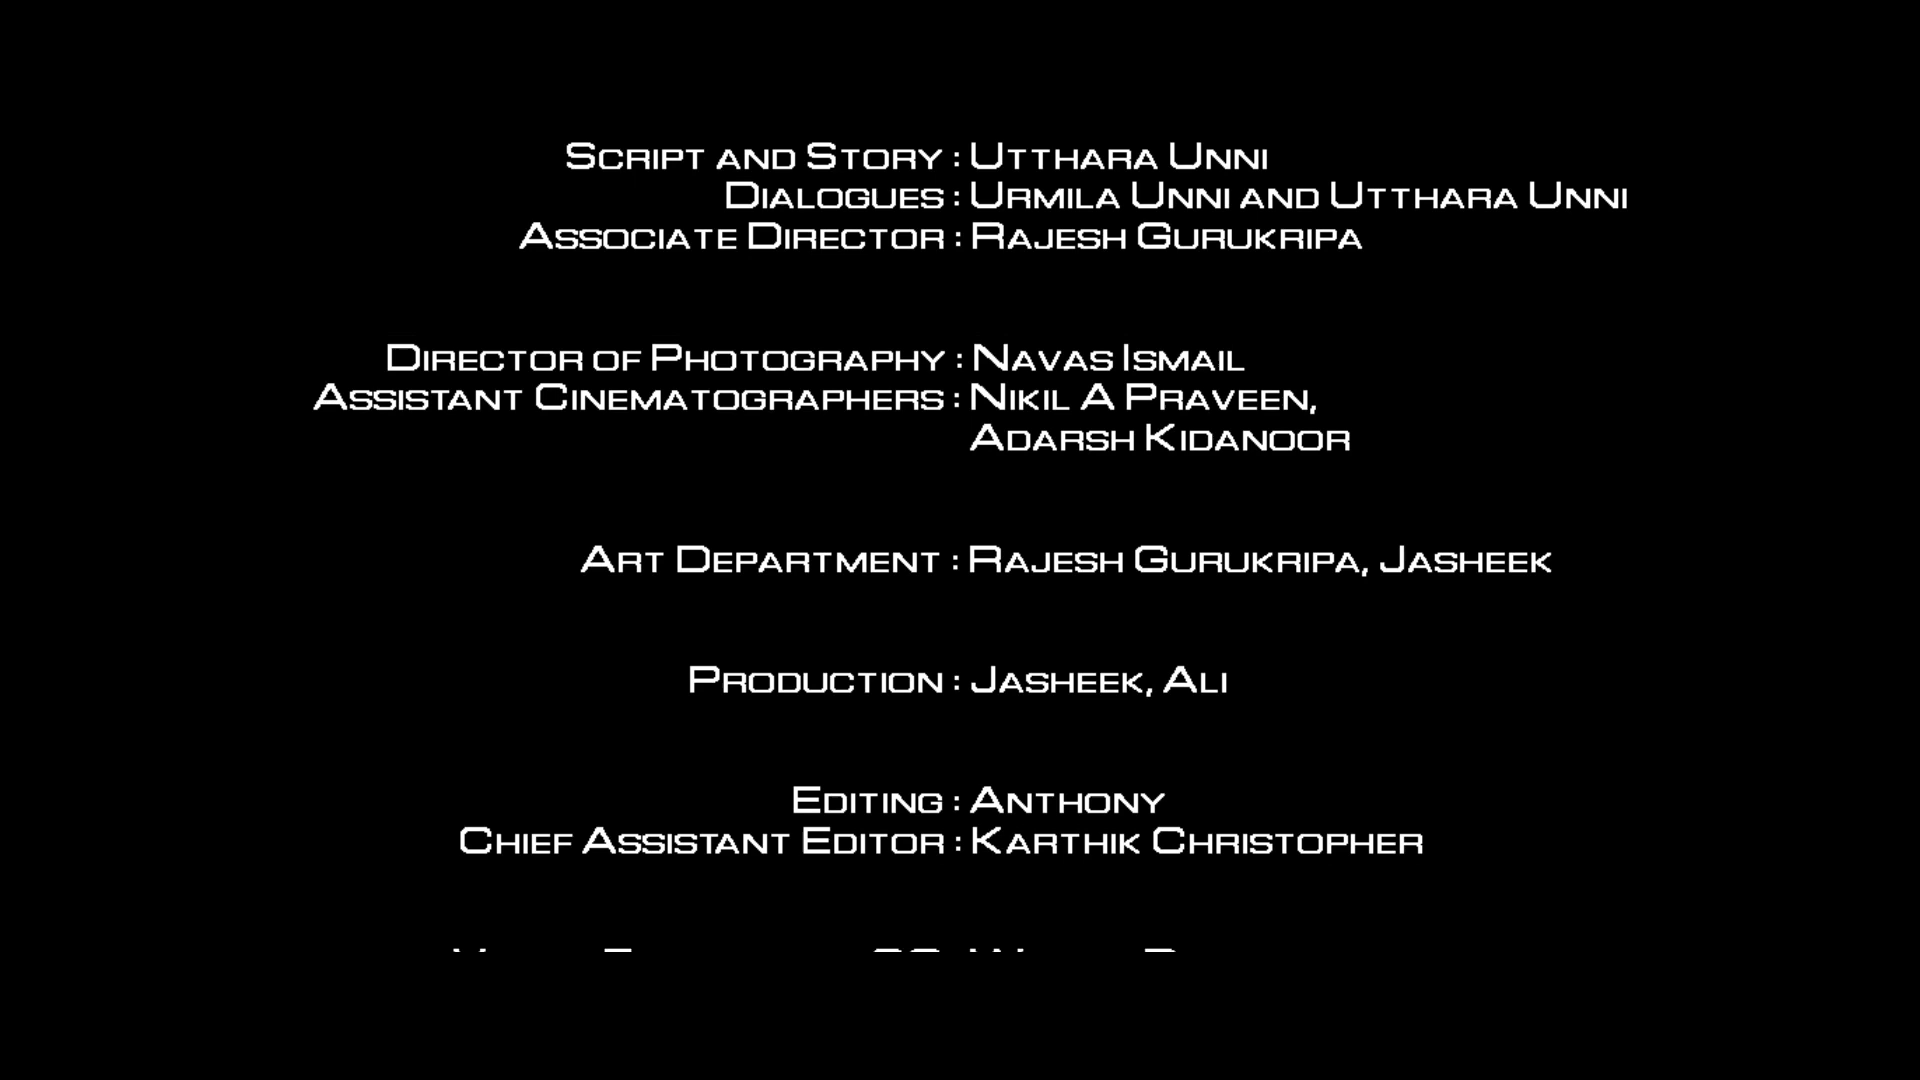 Script and Story : Utthara Unni
Dialogues : Urmila Unni and Utthara Unni
Associate Director : Rajesh Gurukripa
Director of Photography : Navas Ismail
Assistant Cinematographers : Nikil A Praveen,
Adarsh Kidanoor
Art Department : Rajesh Gurukripa, Jasheek
Production : Jasheek, Ali
Editing : Anthony
Chief Assistant Editor : Karthik Christopher